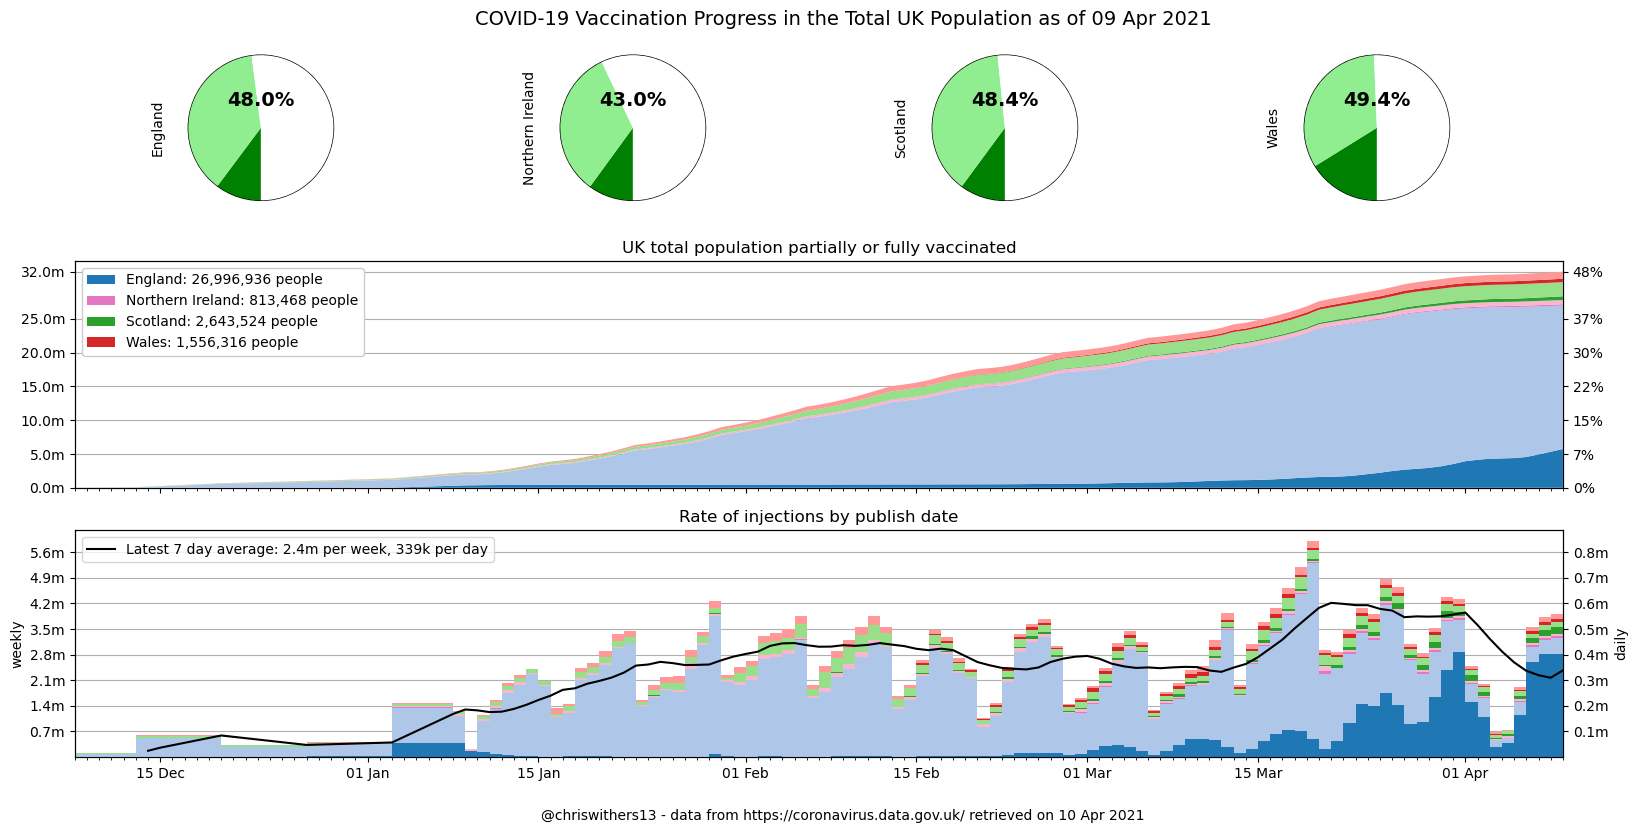 COVID-19 Vaccination Progress in the Total UK Population as of 09 Apr 2021
England
48.0%
Northern Ireland
43.0%
Scotland
48.4%
Wales
49.4%
UK total population partially or fully vaccinated
England: 26,996,936 people
Northern Ireland: 813,468 people
Scotland: 2,643,524 people
Wales: 1,556,316 people
32.0m
25.0m
20.0m
15.0m
10.0m
5.0m
0.0m
48%
37%
30%
22%
15%
7%
0%
Rate of injections by publish date
Latest 7 day average: 2.4m per week, 339k per day
weekly
5.6m
4.9m
4.2m
3.5m
2.8m
2.1m
1.4m
0.7m
0.8m
0.7m
0.6m
0.5m
0.4m
0.3m
0.2m
0.1m
daily
15 Dec
01 Jan
15 Jan
01 Feb
15 Feb
01 Mar
15 Mar
01 Apr
@chriswithers13 - data from https://coronavirus.data.gov.uk/ retrieved on 10 Apr 2021